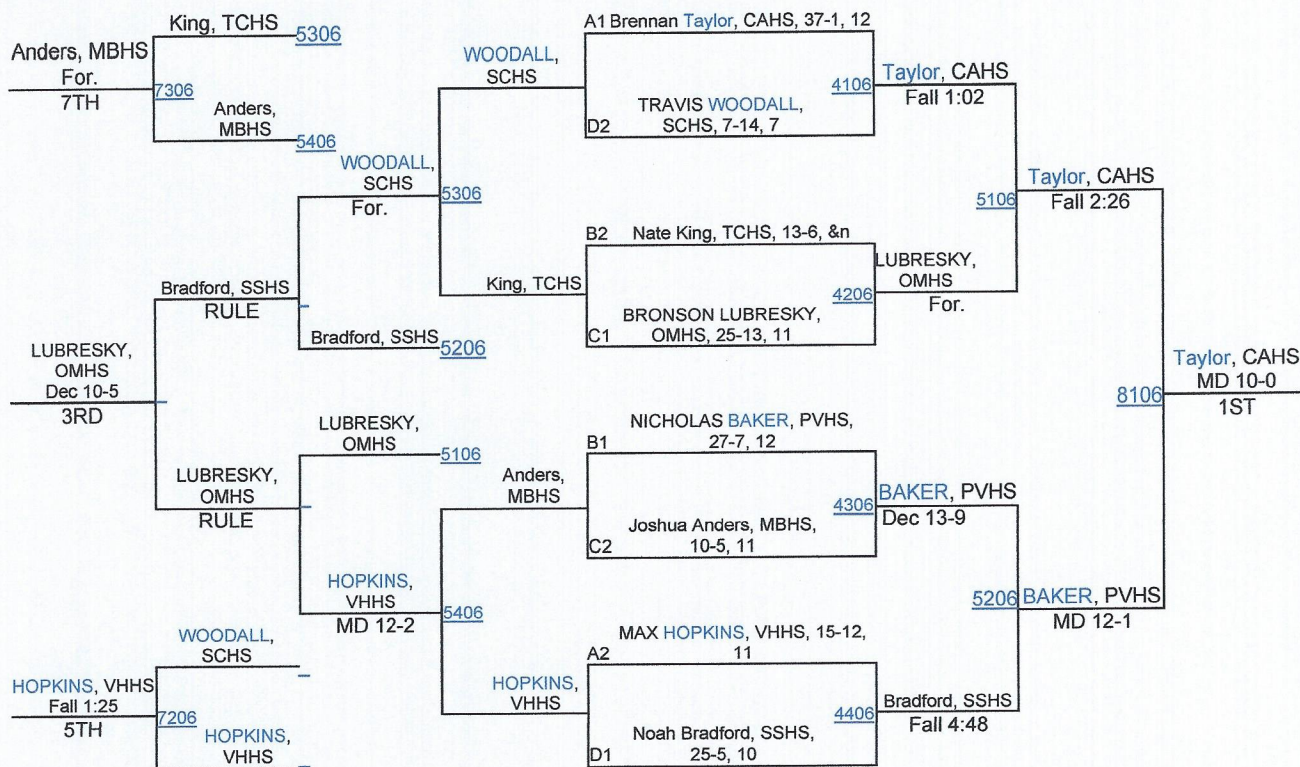 King, TCHS
5306
Anders, MBHS
For.
7TH
7306
Anders,
MBHS
5406
WOODALL,
SCHS
For.
5306
Bradford, SSHS
RULE
Bradford, SSHS
5206
LUBRESKY,
OMHS
Dec 10-5
3RD
LUBRESKY,
OMHS
5106
LUBRESKY,
OMHS
RULE
HOPKINS,
VHHS
MD 12-2
5406
WOODALL,
SCHS
HOPKINS, VHHS
Fall 1:25
5TH
7206
HOPKINS,
VHHS
WOODALL,
SCHS
King, TCHS
Anders,
MBHS
HOPKINS,
VHHS
A1 Brennan Taylor, CAHS, 37-1, 12
4106
TRAVIS WOODALL,
D2
SCHS, 7-14, 7
Taylor, CAHS
Fall 1:02
B2
Nate King, TCHS, 13-6, &n
4206
BRONSON LUBRESKY,
C1
OMHS, 25-13, 11
LUBRESKY,
OMHS
For.
5106
Taylor, CAHS
Fall 2:26
NICHOLAS BAKER, PVHS,
B1
27-7, 12
4306
Joshua Anders, MBHS,
C2
10-5, 11
BAKER, PVHS
Dec 13-9
MAX HOPKINS, VHHS, 15-12,
A2
11
4406
Noah Bradford, SSHS,
D1
25-5, 10
Bradford, SSHS
Fall 4:48
5206
BAKER, PVHS
MD 12-1
8106
Taylor, CAHS
MD 10-0
1ST